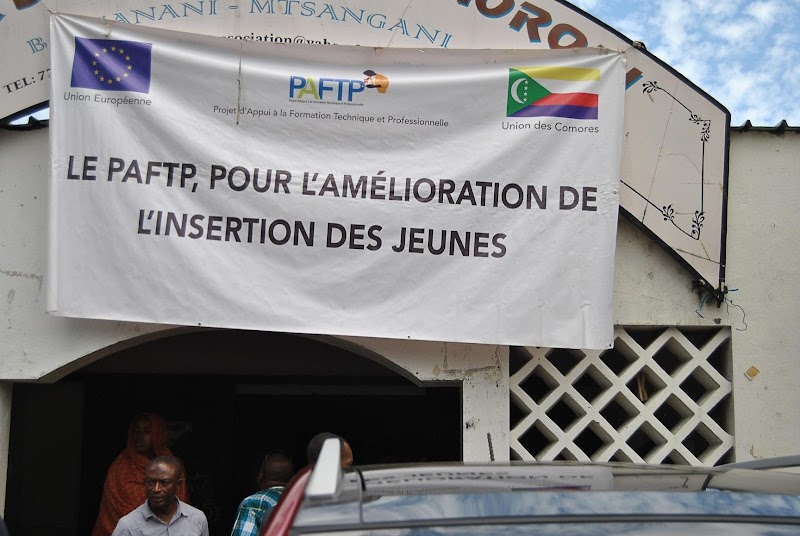 ANANI - MTSANGANI
TEL: 77
Union Européenne
PAFTP
Projet d'Appui à la Formation Technique et Professionnelle
Union des Comores
LE PAFTP, POUR L'AMÉLIORATION DE
L'INSERTION DES JEUNES